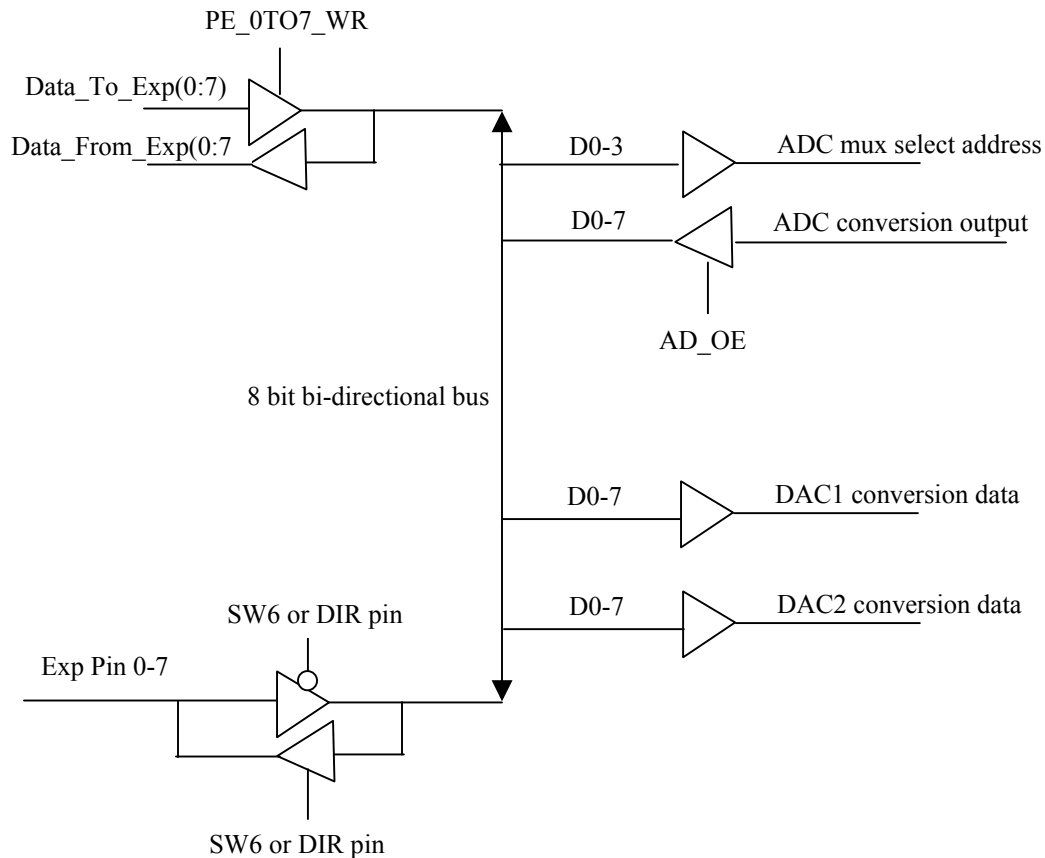 PE_0TO7_WR
Data_To_Exp(0:7)
Data_From_Exp(0:7
D0-3
ADC mux select address
D0-7
ADC conversion output
AD_OE
8 bit bi-directional bus
D0-7
DAC1 conversion data
D0-7
DAC2 conversion data
SW6 or DIR pin
Exp Pin 0-7
SW6 or DIR pin